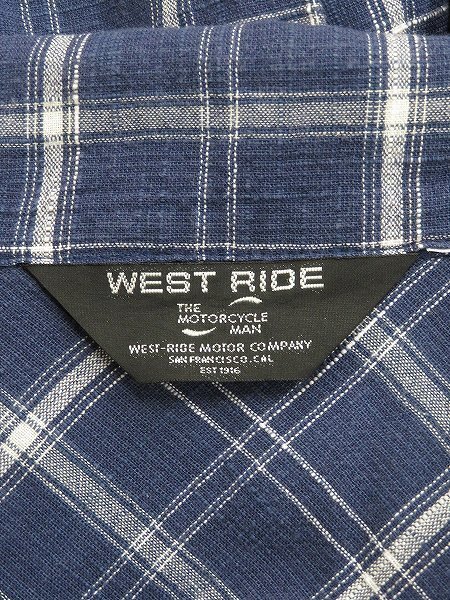 WEST RIDE
THE
MOTORCYCLE
MAN
WEST-RIDE MOTOR COMPANY
SAN FRANCISCO. CAL
EST 1916